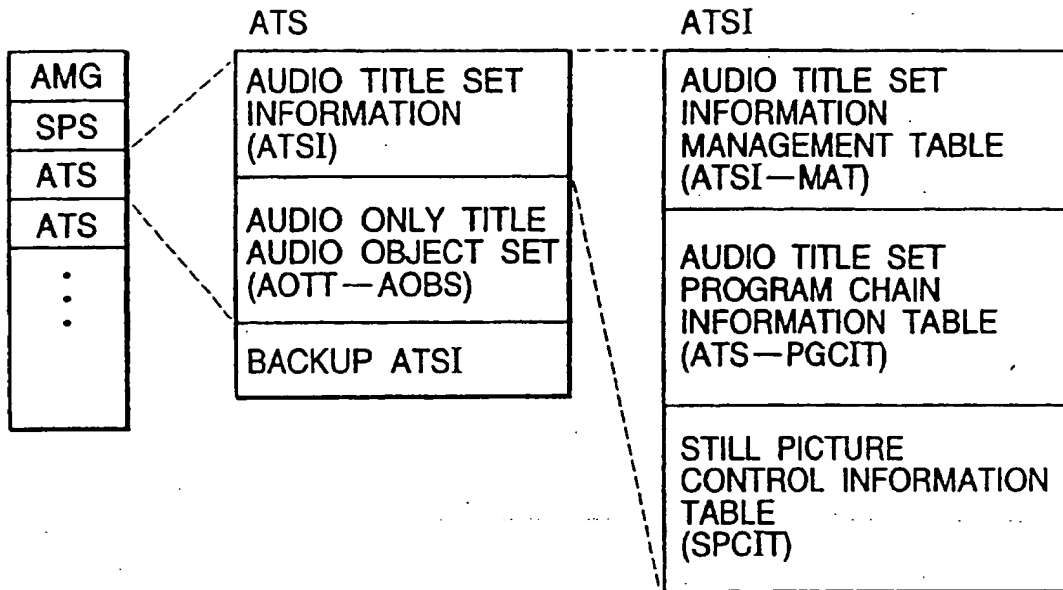 AMG
SPS
ATS
ATS
ATS
AUDIO TITLE SET
INFORMATION
(ATSI)
AUDIO ONLY TITLE
AUDIO OBJECT SET
(AOTT—AOBS)
BACKUP ATSI
ATSI
AUDIO TITLE SET
INFORMATION
MANAGEMENT TABLE
(ATSI—MAT)
AUDIO TITLE SET
PROGRAM CHAIN
INFORMATION TABLE
(ATS—PGCIT)
STILL PICTURE
CONTROL INFORMATION
TABLE
(SPCIT)